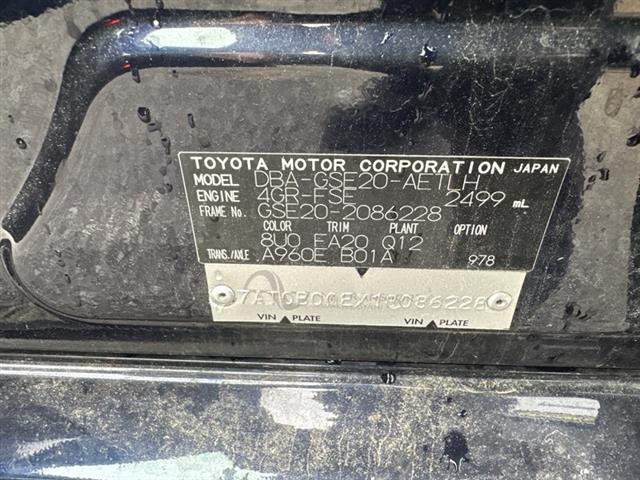 TOYOTA MOTOR CORPORATION JAPAN
MODEL DBA-GSE20-AETLH
ENGINE 4GR-FSE 2499 mL
FRAME No. GSE20-2086228
COLOR TRIM PLANT OPTION
8U0 FA20 Q12
TRANS./AXLE A960E B01A 978
VIN PLATE VIN PLATE